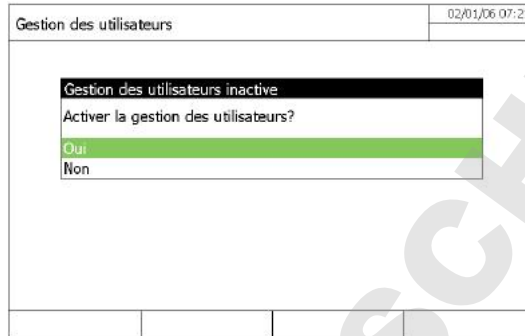 Gestion des utilisateurs
02/01/06 07:2
Gestion des utilisateurs inactive
Activer la gestion des utilisateurs?
Oui
Non